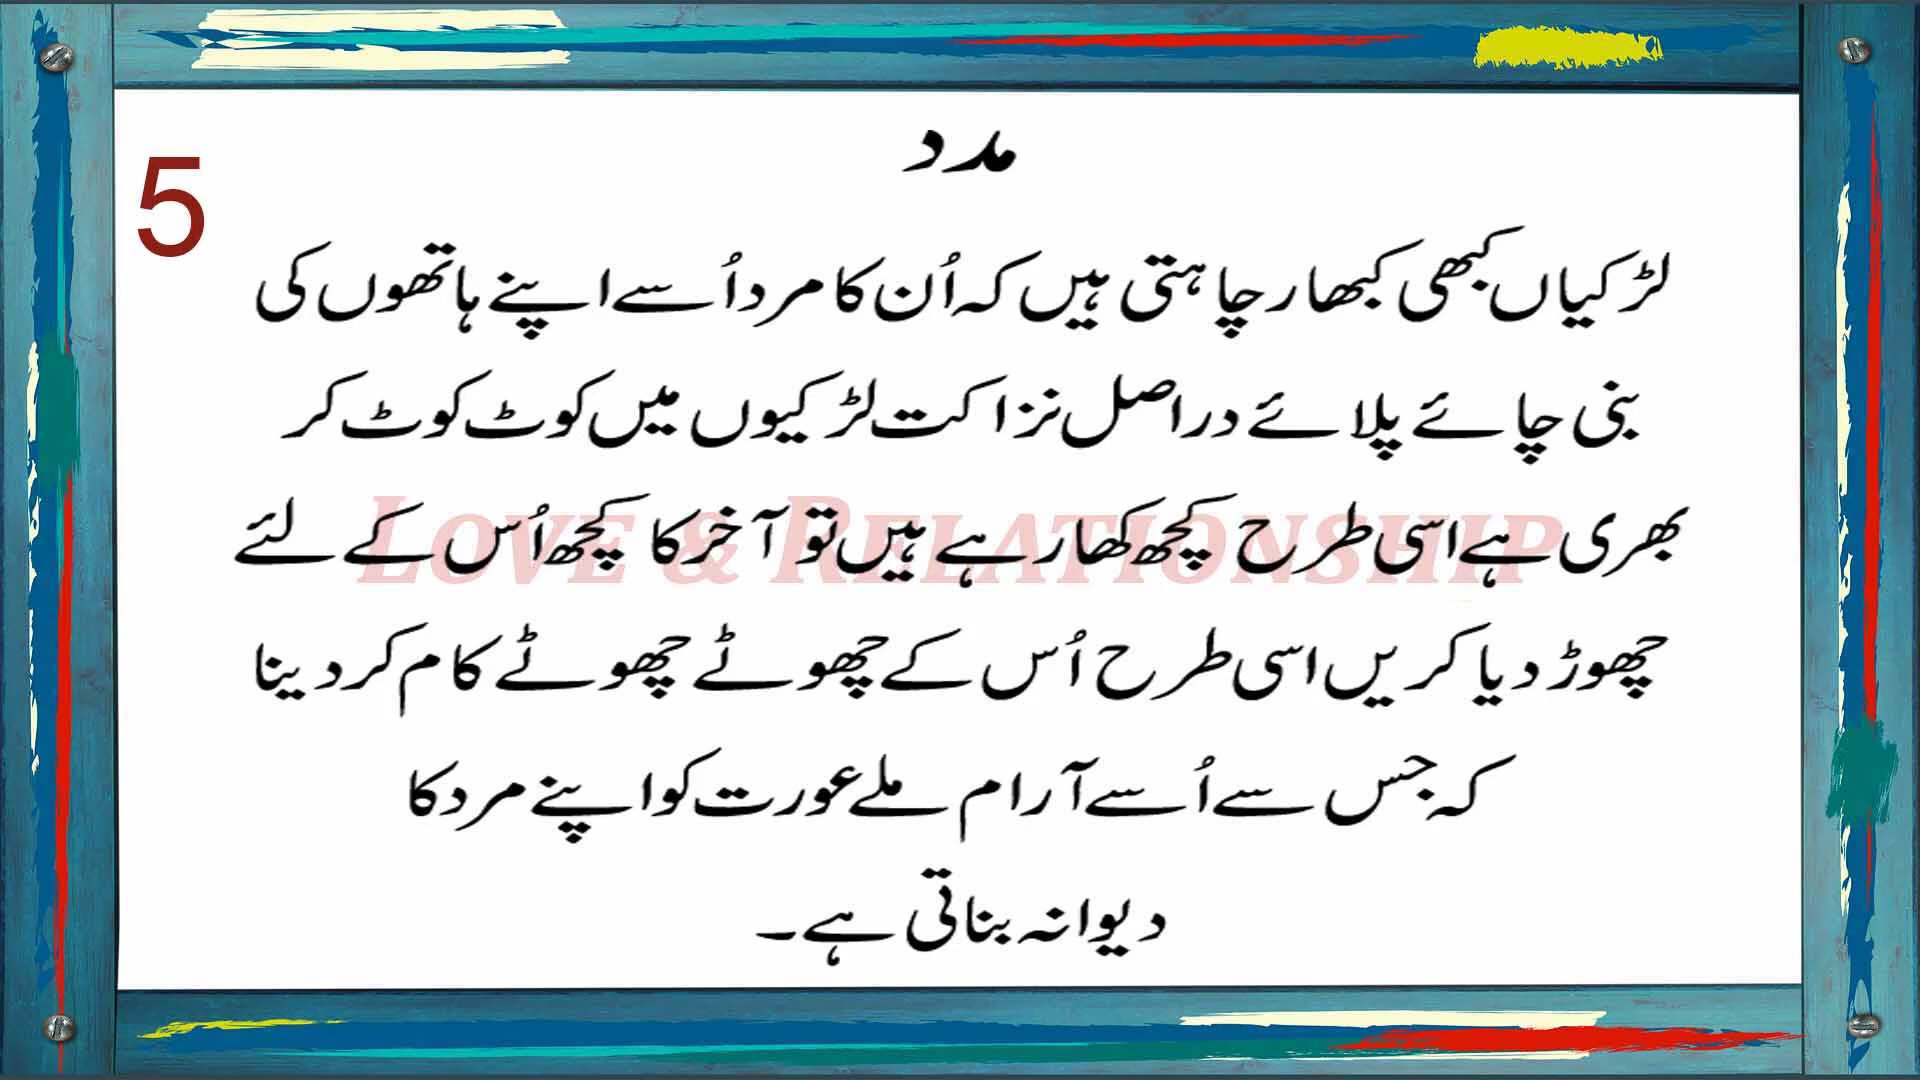 مدد
5
لڑکیاں کبھی کبھار چاہتی ہیں کہ اُن کا مرد اُسے اپنے ہاتھوں کی
بنی چائے پلائے دراصل نزاکت لڑکیوں میں کوٹ کوٹ کر
بھری ہے اسی طرح کچھ کھا رہے ہیں تو آخر کا کچھ اُس کے لئے
LOVE & RELATIONSHIP
چھوڑ دیا کریں اسی طرح اُس کے چھوٹے چھوٹے کام کر دینا
کہ جس سے اُسے آرام ملے عورت کو اپنے مرد کا
دیوانہ بناتی ہے۔